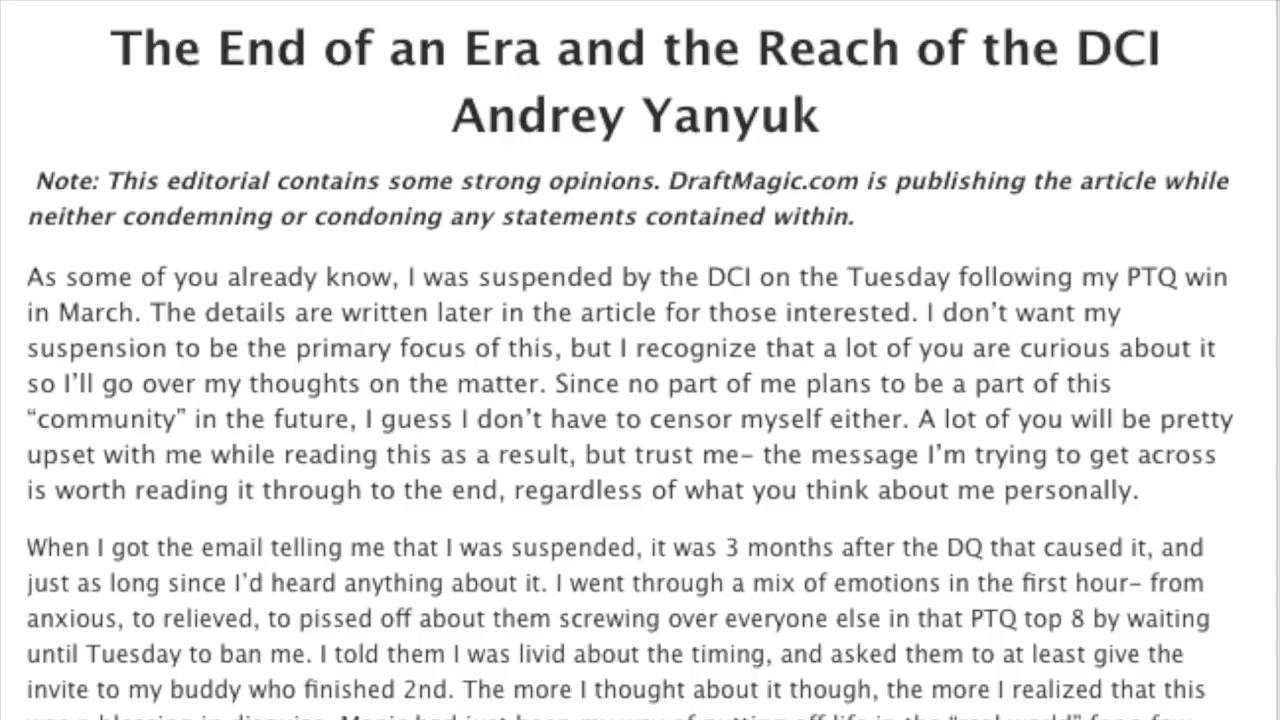 The End of an Era and the Reach of the DCI
Andrey Yanyuk
Note: This editorial contains some strong opinions. DraftMagic.com is publishing the article while
neither condemning or condoning any statements contained within.
As some of you already know, I was suspended by the DCI on the Tuesday following my PTQ win
in March. The details are written later in the article for those interested. I don’t want my
suspension to be the primary focus of this, but I recognize that a lot of you are curious about it
so I’ll go over my thoughts on the matter. Since no part of me plans to be a part of this
“community” in the future, I guess I don’t have to censor myself either. A lot of you will be pretty
upset with me while reading this as a result, but trust me– the message I’m trying to get across
is worth reading it through to the end, regardless of what you think about me personally.
When I got the email telling me that I was suspended, it was 3 months after the DQ that caused it, and
just as long since I’d heard anything about it. I went through a mix of emotions in the first hour– from
anxious, to relieved, to pissed off about them screwing over everyone else in that PTQ top 8 by waiting
until Tuesday to ban me. I told them I was livid about the timing, and asked them to at least give the
invite to my buddy who finished 2nd. The more I thought about it though, the more I realized that this